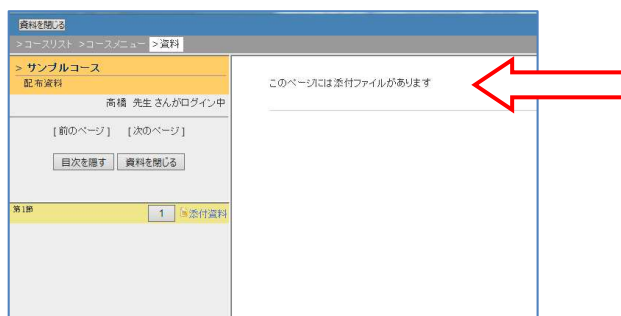 資料を閉じる
>コースリスト >コースメニュー >資料
> サンプルコース
配布資料
高橋 先生 さんがログイン中
[前のページ] [次のページ]
目次を隠す 資料を閉じる
第1節 1 添付資料
このページには添付ファイルがあります